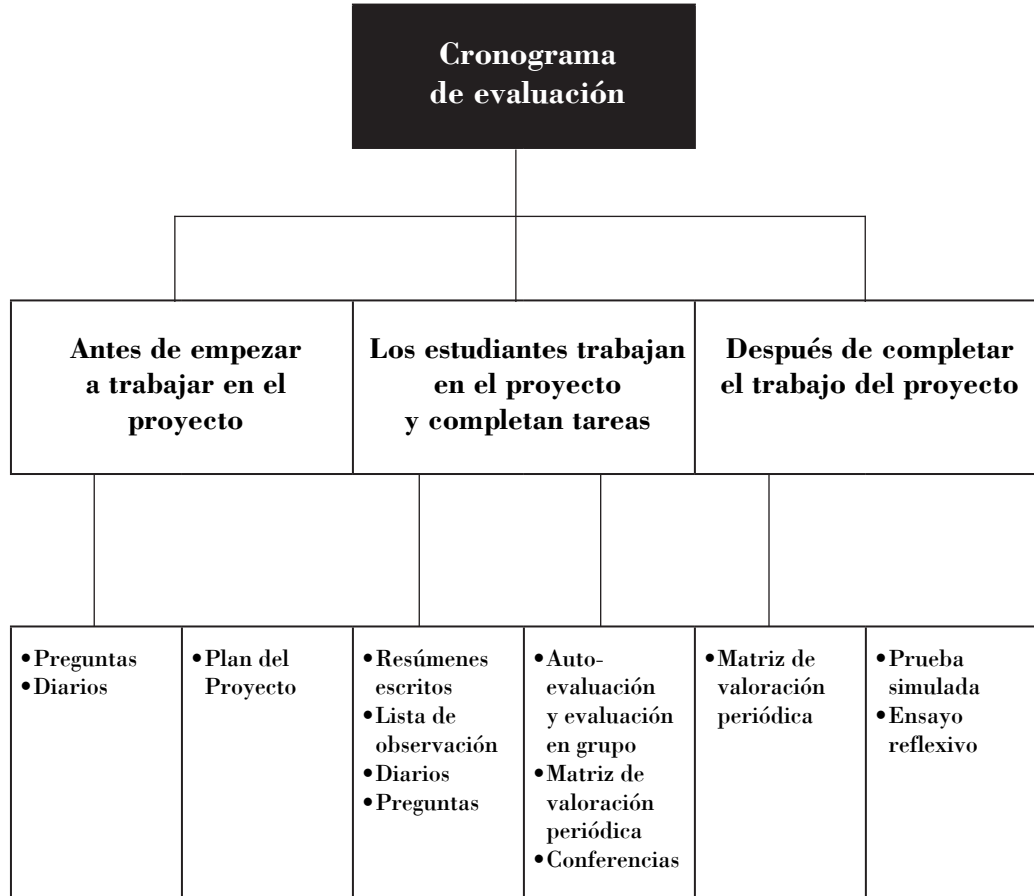 Cronograma
de evaluación
Antes de empezar
a trabajar en el
proyecto
Los estudiantes trabajan
en el proyecto
y completan tareas
Después de completar
el trabajo del proyecto
•Preguntas
•Diarios
•Plan del
Proyecto
•Resúmenes
escritos
•Lista de
observación
•Diarios
•Preguntas
•Auto-
evaluación
y evaluación
en grupo
•Matriz de
valoración
periódica
•Conferencias
•Matriz de
valoración
periódica
•Prueba
simulada
•Ensayo
reflexivo